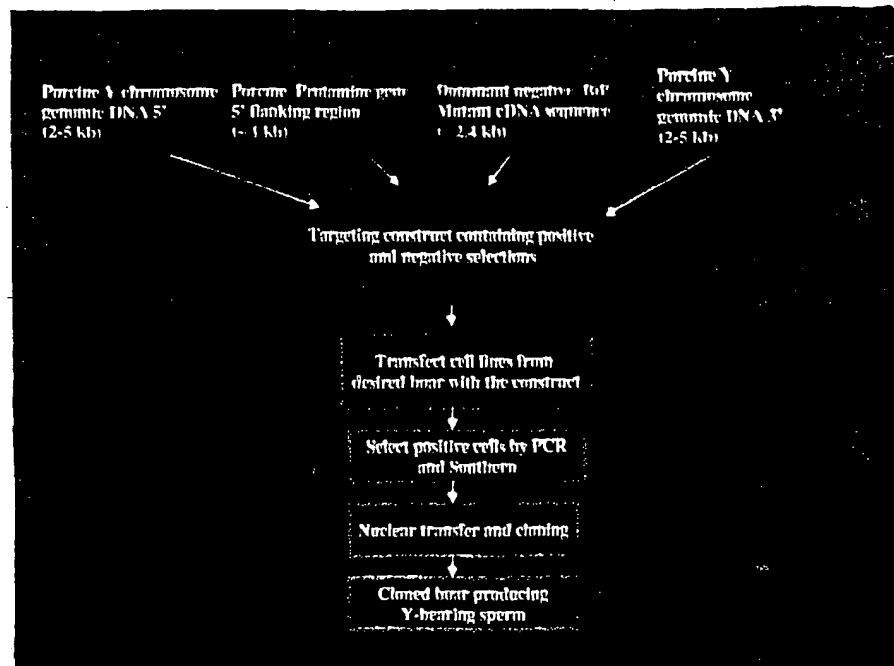 Porcine Y chromosome
genomic DNA 5'
(2-5 kb)
Porcine Protamine gene
5' flanking region
Dominant negative
Mutant cDNA sequence
2.4 kb)
Porcine Y
chromosome
genomic DNA 3'
(2-5 kb)
Targeting construct containing positive
and negative selections
Transfect cell lines from
desired boar with the construct
Select positive cells by PCR
and Southern
Nuclear transfer and cloning
Cloned boar producing
Y-bearing sperm